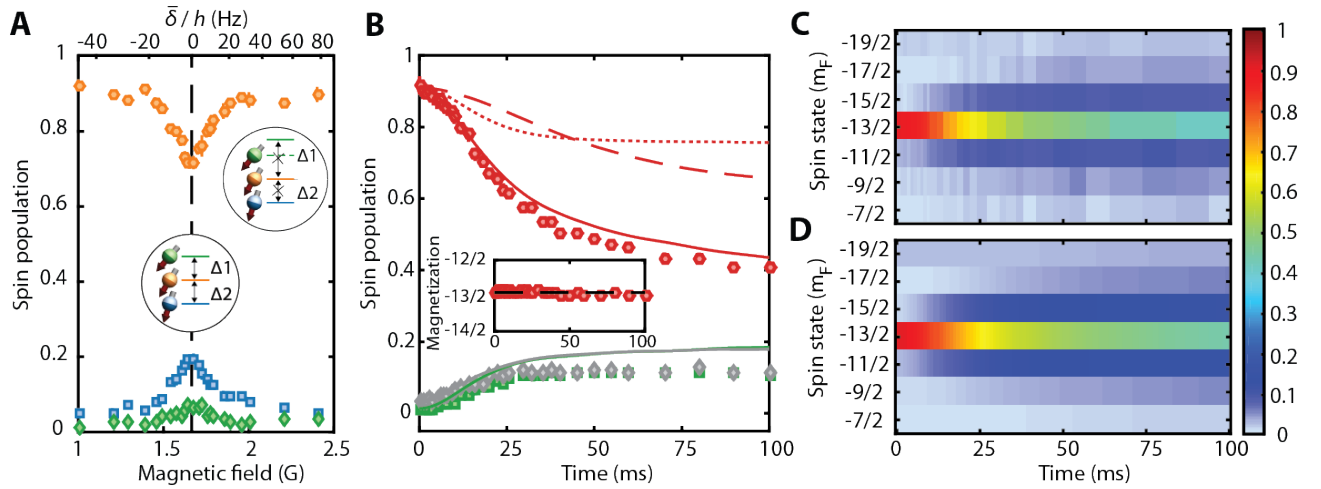 A
δ̄ / h (Hz)
-40 -20 0 20 40 60 80
1
0.8
0.6
0.4
0.2
0
Spin population
Δ1
Δ2
Δ1
Δ2
1 1.5 2 2.5
Magnetic field (G)
B
1
0.8
0.6
0.4
0.2
0
Spin population
Magnetization
-12/2
-13/2
-14/2
0 50 100
0 25 50 75 100
Time (ms)
C
Spin state (mF)
-19/2
-17/2
-15/2
-13/2
-11/2
-9/2
-7/2
0 25 50 75 100
D
Spin state (mF)
-19/2
-17/2
-15/2
-13/2
-11/2
-9/2
-7/2
0 25 50 75 100
Time (ms)
1
0.9
0.8
0.7
0.6
0.5
0.4
0.3
0.2
0.1
0